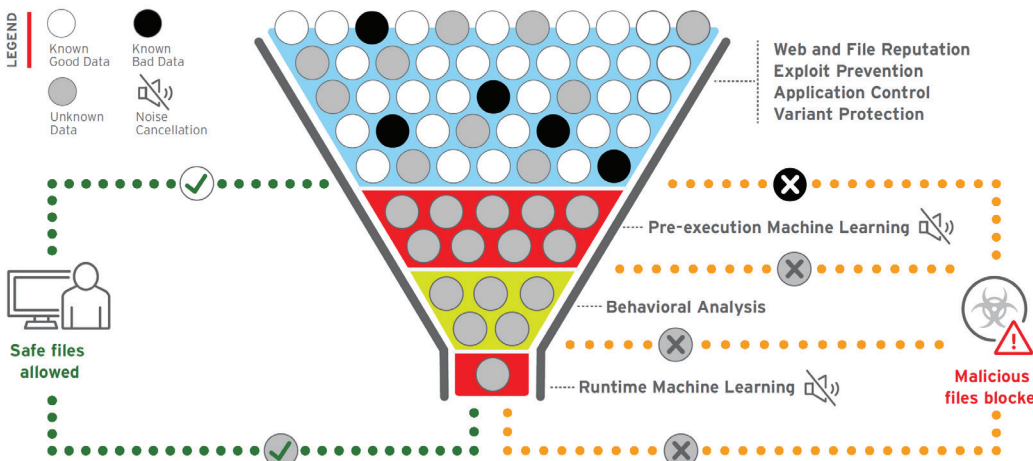 LEGEND
Known
Good Data
Known
Bad Data
Unknown
Data
Noise
Cancellation
Web and File Reputation
Exploit Prevention
Application Control
Variant Protection
Pre-execution Machine Learning
Behavioral Analysis
Runtime Machine Learning
Safe files
allowed
Malicious
files blocke